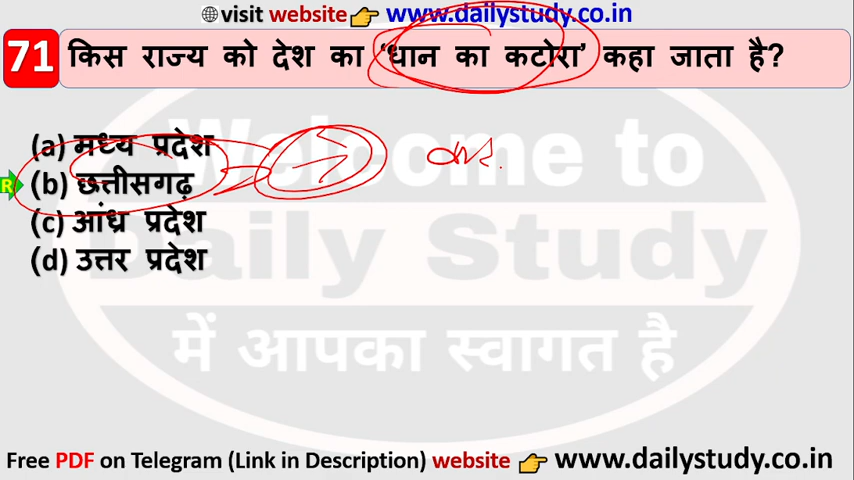 visit website 👉 www.dailystudy.co.in
71 किस राज्य को देश का ‘धान का कटोरा’ कहा जाता है?
(a) मध्य प्रदेश
R (b) छत्तीसगढ़
ans.
(c) आंध्र प्रदेश
(d) उत्तर प्रदेश
Welcome to
Daily Study
में आपका स्वागत है
Free PDF on Telegram (Link in Description) website 👉 www.dailystudy.co.in